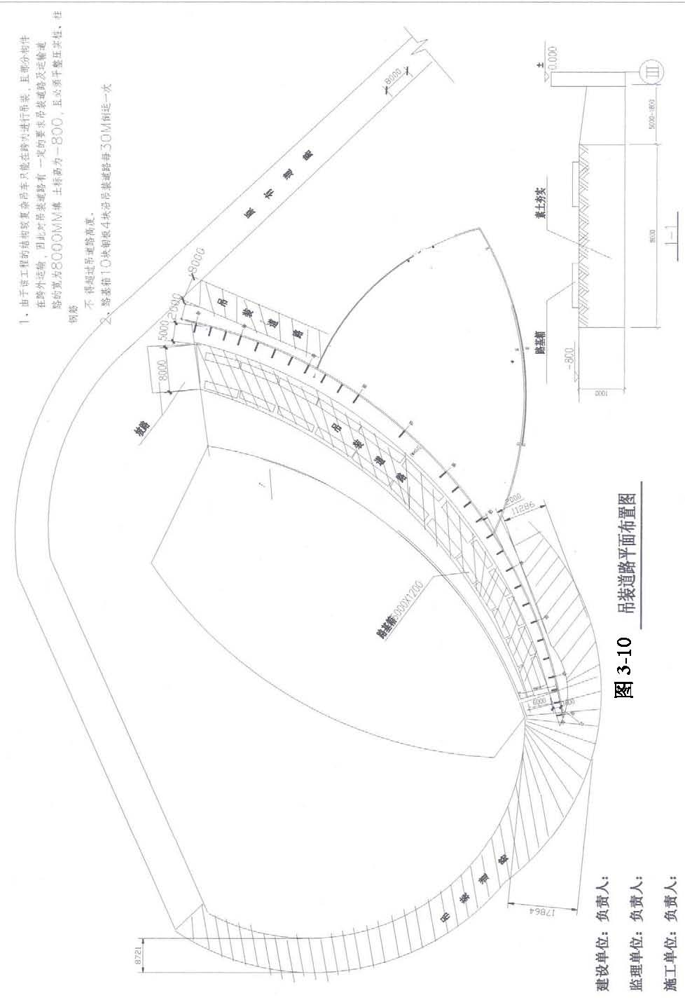 1、由于该工程的结构较复杂吊车只能在跨内进行吊装，且部分构件
在跨外运输，因此对吊装道路有 一定的要求吊装道路及运输道
路的宽为8000MM填 土标高为－800，且必须平整压实桩、柱
钢筋
不 得超过吊道路高度。
2、路基箱10块钢板4块沿吊装道路每30M倒运一次
8000
原有道路
8000
2000
5000
8000
坡路
吊装道路
吊装道路
路基箱6000X1200
2000
11286
6000
吊装道路
17864
8721
± 0.000
III
5000-1800
8000
素土夯实
路基箱
-800
1000
1-1
图 3-10 吊装道路平面布置图
建设单位：负责人：
监理单位：负责人：
施工单位：负责人：